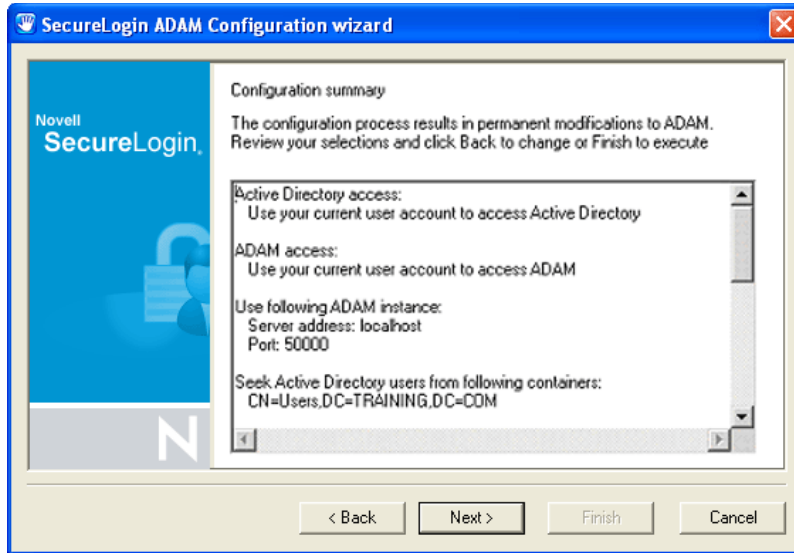 SecureLogin ADAM Configuration wizard
Novell
SecureLogin.
N
Configuration summary
The configuration process results in permanent modifications to ADAM.
Review your selections and click Back to change or Finish to execute
Active Directory access:
Use your current user account to access Active Directory
ADAM access:
Use your current user account to access ADAM
Use following ADAM instance:
Server address: localhost
Port: 50000
Seek Active Directory users from following containers:
CN=Users,DC=TRAINING,DC=COM
< Back
Next >
Finish
Cancel